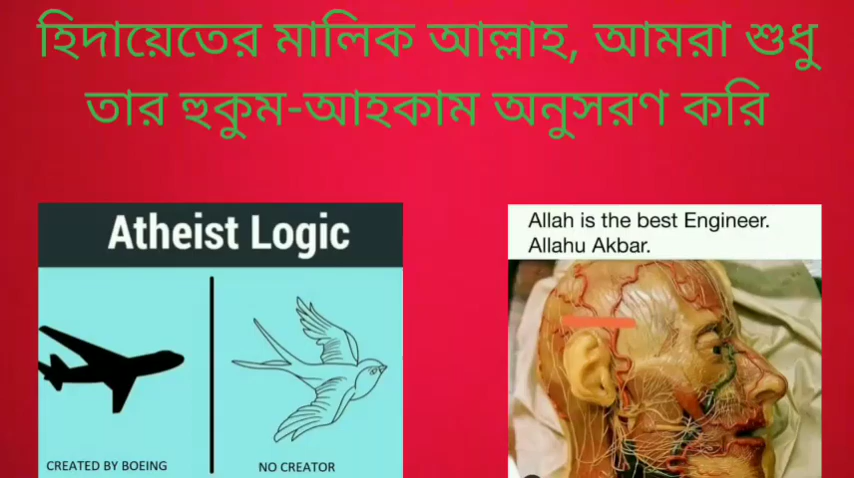 হিদায়েতের মালিক আল্লাহ, আমরা শুধু
তার হুকুম-আহকাম অনুসরণ করি
Atheist Logic
CREATED BY BOEING
NO CREATOR
Allah is the best Engineer.
Allahu Akbar.